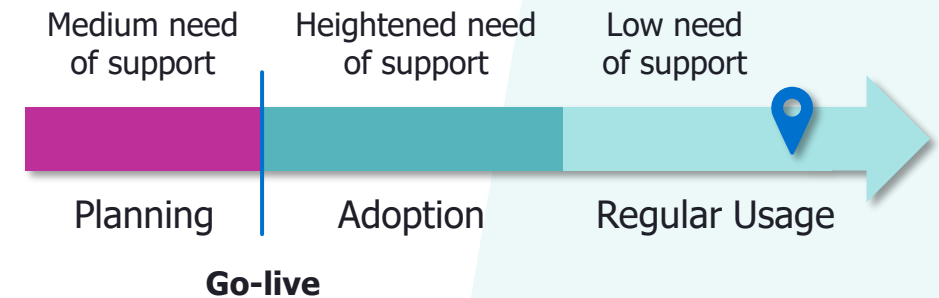 Medium need
of support
Heightened need
of support
Low need
of support
Planning
Adoption
Regular Usage
Go-live